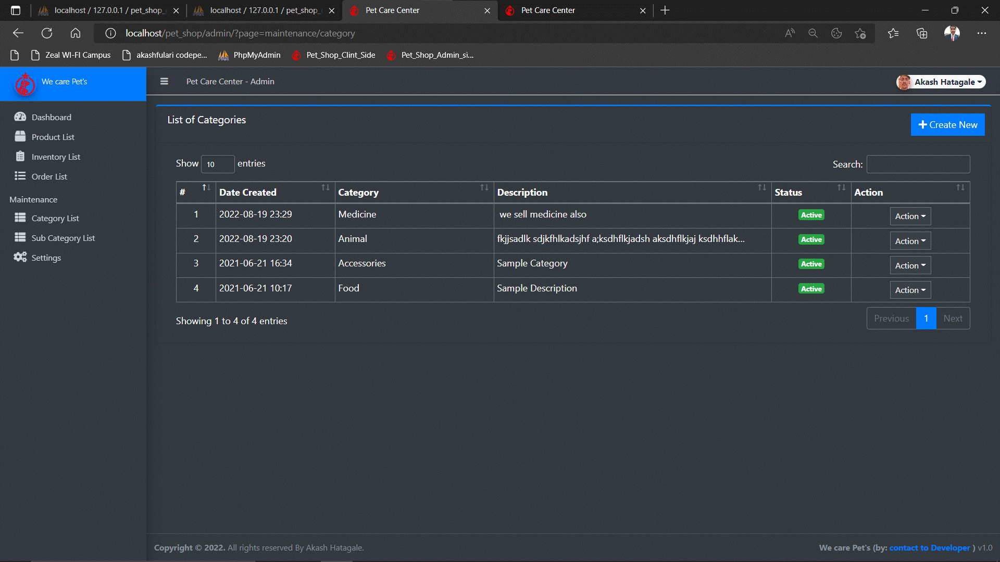 localhost / 127.0.0.1 / pet_shop_
localhost / 127.0.0.1 / pet_shop_
Pet Care Center
Pet Care Center
localhost/pet_shop/admin/?page=maintenance/category
Zeal WI-FI Campus
akashfulari codepe...
PhpMyAdmin
Pet_Shop_Clint_Side
Pet_Shop_Admin_si...
We care Pet's
Pet Care Center - Admin
Akash Hatagale
Dashboard
Product List
Inventory List
Order List
Maintenance
Category List
Sub Category List
Settings
List of Categories
Create New
Show 10 entries
Search:
# Date Created Category Description Status Action
1 2022-08-19 23:29 Medicine we sell medicine also Active Action
2 2022-08-19 23:20 Animal fkjjsadlk sdjkfhlkadsjhf a;ksdhflkjadsh aksdhflkjaj ksdhhflak... Active Action
3 2021-06-21 16:34 Accessories Sample Category Active Action
4 2021-06-21 10:17 Food Sample Description Active Action
Showing 1 to 4 of 4 entries
Previous 1 Next
Copyright © 2022. All rights reserved By Akash Hatagale.
We care Pet's (by: contact to Developer ) v1.0